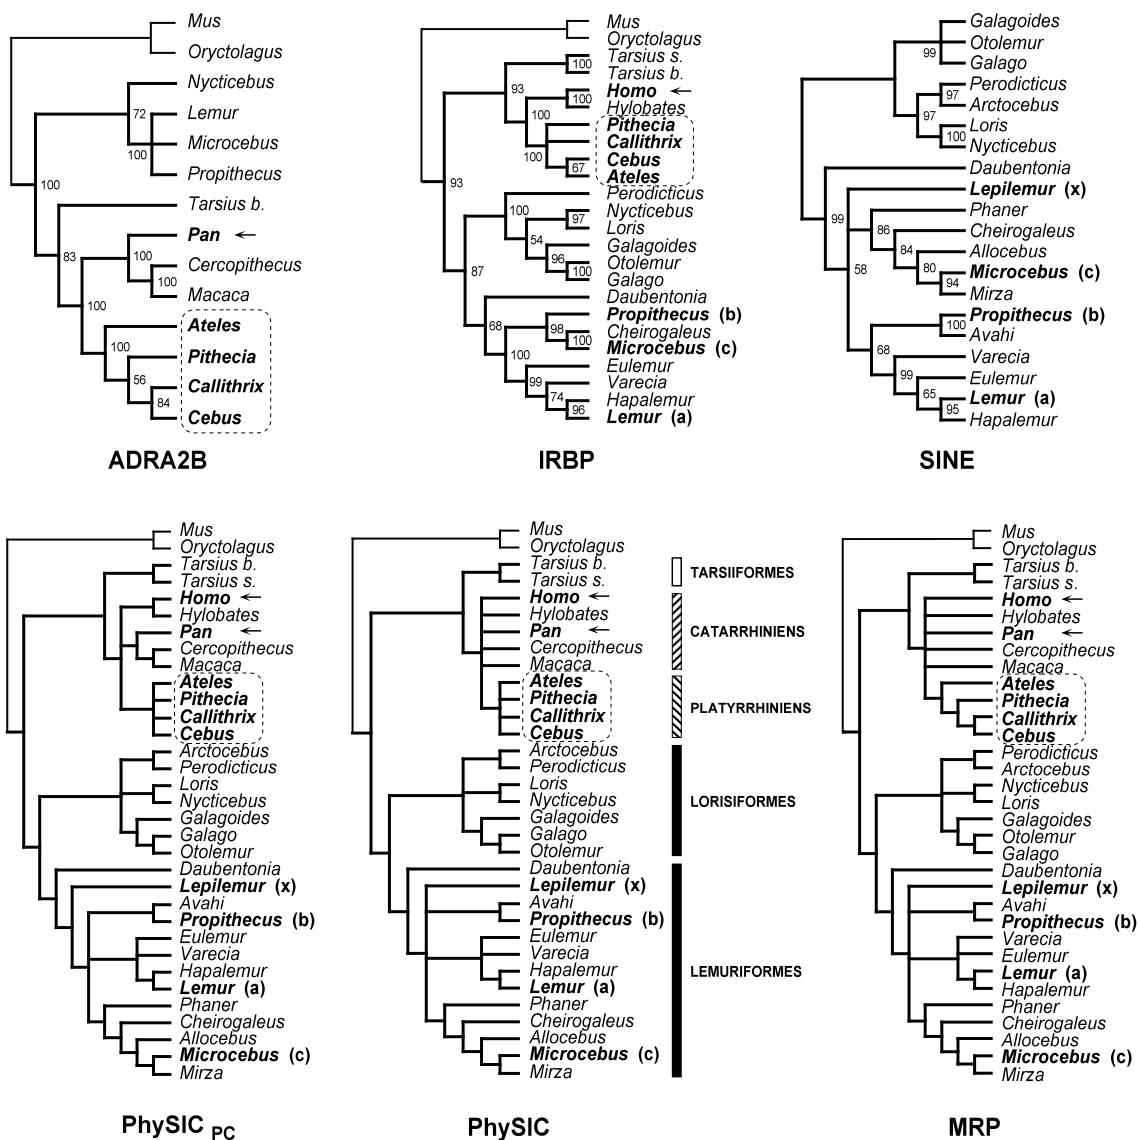 Mus
Oryctolagus
Nycticebus
72
Lemur
Microcebus
100
Propithecus
100
Tarsius b.
Pan ←
83
100
Cercopithecus
100
Macaca
100
Ateles
100
Pithecia
56
Callithrix
84
Cebus
ADRA2B
Mus
Oryctolagus
Tarsius s.
100
Tarsius b.
93
Homo ←
100
Hylobates
100
Pithecia
Callithrix
100
Cebus
67
Ateles
93
Perodicticus
100
Nycticebus
97
Loris
54
Galagoides
96
Otolemur
100
Galago
87
Daubentonia
68
Propithecus (b)
98
Cheirogaleus
100
Microcebus (c)
100
Eulemur
99
Varecia
74
Hapalemur
96
Lemur (a)
IRBP
Galagoides
99
Otolemur
Galago
Perodicticus
97
Arctocebus
97
Loris
100
Nycticebus
Daubentonia
99
Lepilemur (x)
Phaner
86
Cheirogaleus
84
Allocebus
58
80
Microcebus (c)
94
Mirza
Propithecus (b)
100
Avahi
68
Varecia
99
Eulemur
65
Lemur (a)
95
Hapalemur
SINE
Mus
Oryctolagus
Tarsius b.
Tarsius s.
Homo ←
Hylobates
Pan ←
Cercopithecus
Macaca
Ateles
Pithecia
Callithrix
Cebus
Arctocebus
Perodicticus
Loris
Nycticebus
Galagoides
Galago
Otolemur
Daubentonia
Lepilemur (x)
Avahi
Propithecus (b)
Eulemur
Varecia
Hapalemur
Lemur (a)
Phaner
Cheirogaleus
Allocebus
Microcebus (c)
Mirza
PhySIC PC
Mus
Oryctolagus
Tarsius b.
Tarsius s.
Homo ←
Hylobates
Pan ←
Cercopithecus
Macaca
Ateles
Pithecia
Callithrix
Cebus
Arctocebus
Perodicticus
Loris
Nycticebus
Galagoides
Galago
Otolemur
Daubentonia
Lepilemur (x)
Avahi
Propithecus (b)
Eulemur
Varecia
Hapalemur
Lemur (a)
Phaner
Cheirogaleus
Allocebus
Microcebus (c)
Mirza
PhySIC
TARSIIFORMES
CATARRHINIENS
PLATYRRHINIENS
LORISIFORMES
LEMURIFORMES
Mus
Oryctolagus
Tarsius b.
Tarsius s.
Homo ←
Hylobates
Pan ←
Cercopithecus
Macaca
Ateles
Pithecia
Callithrix
Cebus
Perodicticus
Arctocebus
Nycticebus
Loris
Galagoides
Otolemur
Galago
Daubentonia
Lepilemur (x)
Avahi
Propithecus (b)
Varecia
Eulemur
Lemur (a)
Hapalemur
Phaner
Cheirogaleus
Allocebus
Microcebus (c)
Mirza
MRP